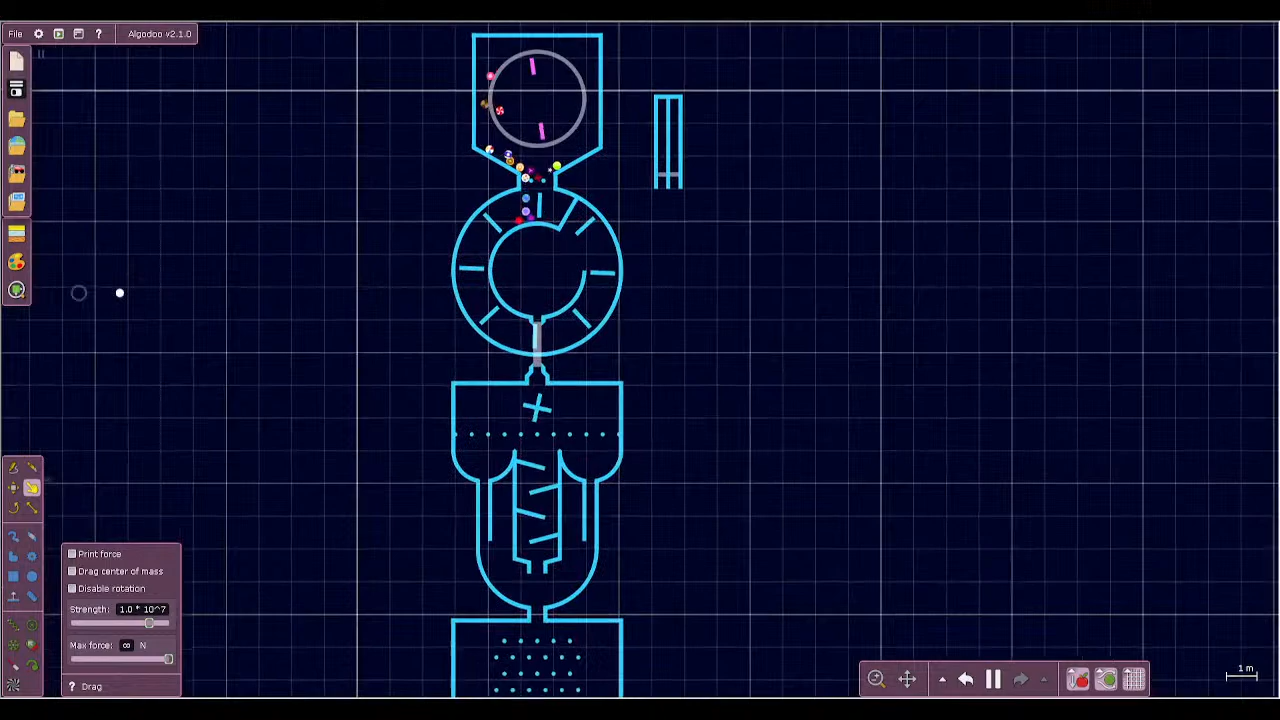 File ? Algodoo v2.1.0
Print force
Drag center of mass
Disable rotation
Strength: 1.0 * 10^7
Max force: ∞ N
? Drag
1 m